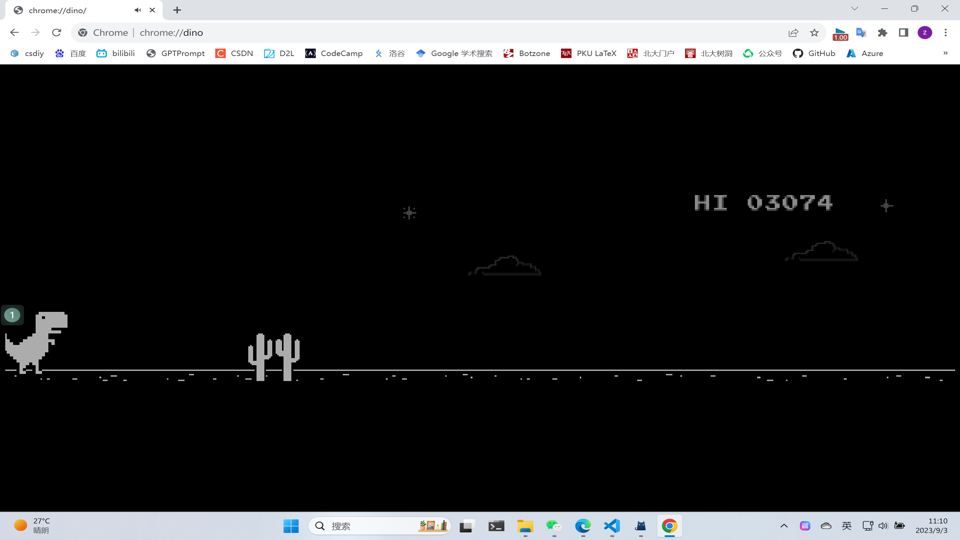 chrome://dino/
Chrome | chrome://dino
1.00
z
csdiy 百度 bilibili GPTPrompt CSDN D2L CodeCamp 洛谷 Google 学术搜索 Botzone PKU LaTeX 北大门户 北大树洞 公众号 GitHub Azure »
HI 03074
1
27°C
晴朗
搜索
英
11:10
2023/9/3